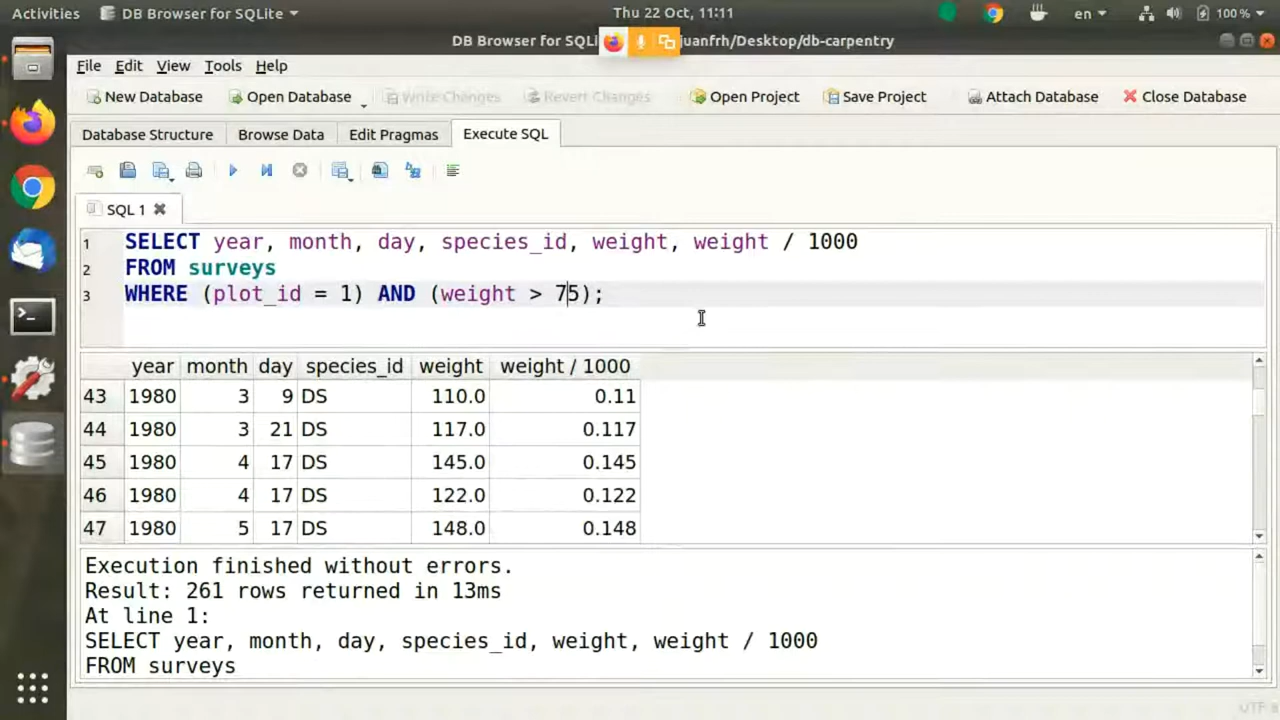 Activities DB Browser for SQLite Thu 22 Oct, 11:11 en 100 %
DB Browser for SQLi juanfrh/Desktop/db-carpentry
File Edit View Tools Help
New Database Open Database Write Changes Revert Changes Open Project Save Project Attach Database Close Database
Database Structure Browse Data Edit Pragmas Execute SQL
SQL 1
1 SELECT year, month, day, species_id, weight, weight / 1000
2 FROM surveys
3 WHERE (plot_id = 1) AND (weight > 75);
year month day species_id weight weight / 1000
43 1980 3 9 DS 110.0 0.11
44 1980 3 21 DS 117.0 0.117
45 1980 4 17 DS 145.0 0.145
46 1980 4 17 DS 122.0 0.122
47 1980 5 17 DS 148.0 0.148
Execution finished without errors.
Result: 261 rows returned in 13ms
At line 1:
SELECT year, month, day, species_id, weight, weight / 1000
FROM surveys